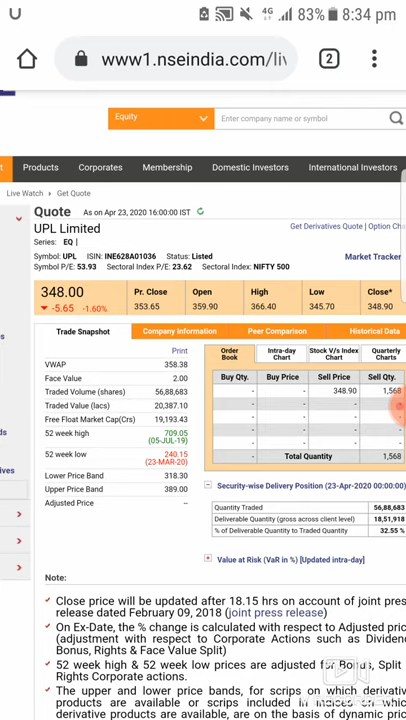 U 4G 83% 8:34 pm
www1.nseindia.com/liv 2
Equity Enter company name or symbol
t Products Corporates Membership Domestic Investors International Investors
Live Watch › Get Quote
Quote As on Apr 23, 2020 16:00:00 IST
UPL Limited Get Derivatives Quote | Option Cha
Series: EQ |
Symbol: UPL ISIN: INE628A01036 Status: Listed Market Tracker
Symbol P/E: 53.93 Sectoral Index P/E: 23.62 Sectoral Index: NIFTY 500
348.00 Pr. Close Open High Low Close*
-5.65 -1.60% 353.65 359.90 366.40 345.70 348.90
Trade Snapshot Company Information Peer Comparison Historical Data
Print
VWAP 358.38
Face Value 2.00
Traded Volume (shares) 56,88,683
Traded Value (lacs) 20,387.10
Free Float Market Cap(Crs) 19,193.43
52 week high 709.05
(05-JUL-19)
52 week low 240.15
(23-MAR-20)
Lower Price Band 318.30
Upper Price Band 389.00
Adjusted Price --
Order Book Intra-day Chart Stock V/s Index Chart Quarterly Charts
Buy Qty. Buy Price Sell Price Sell Qty.
- - 348.90 1,568
- - - -
- - - -
- - - -
- - - -
- Total Quantity 1,568
Security-wise Delivery Position (23-Apr-2020 00:00:00)
Quantity Traded 56,88,683
Deliverable Quantity (gross across client level) 18,51,918
% of Deliverable Quantity to Traded Quantity 32.55 %
Value at Risk (VaR in %) [Updated intra-day]
s
ds
ives
Note:
Close price will be updated after 18.15 hrs on account of joint pres
release dated February 09, 2018 (joint press release)
On Ex-Date, the % change is calculated with respect to Adjusted pric
(adjustment with respect to Corporate Actions such as Dividend
Bonus, Rights & Face Value Split)
52 week high & 52 week low prices are adjusted for Bonus, Split
Rights Corporate actions.
The upper and lower price bands, for scrips on which derivati
products are available or scrips included in indices on whic
derivative products are available, are on the basis of dynamic pric